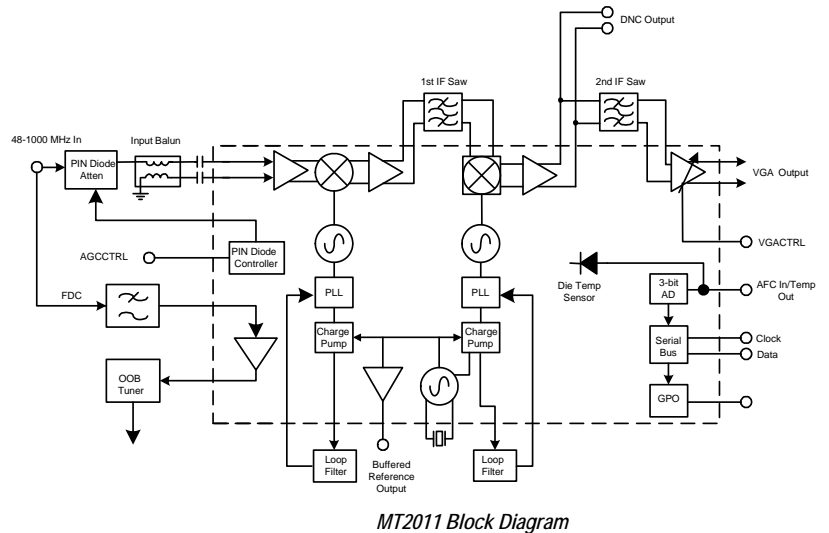 DNC Output
1st IF Saw
2nd IF Saw
48-1000 MHz In
Input Balun
PIN Diode
Atten
VGA Output
AGCCTRL
PIN Diode
Controller
VGACTRL
Die Temp
Sensor
3-bit
AD
AFC In/Temp
Out
FDC
PLL
PLL
Charge
Pump
Charge
Pump
Serial
Bus
Clock
Data
OOB
Tuner
GPO
Loop
Filter
Buffered
Reference
Output
Loop
Filter
MT2011 Block Diagram